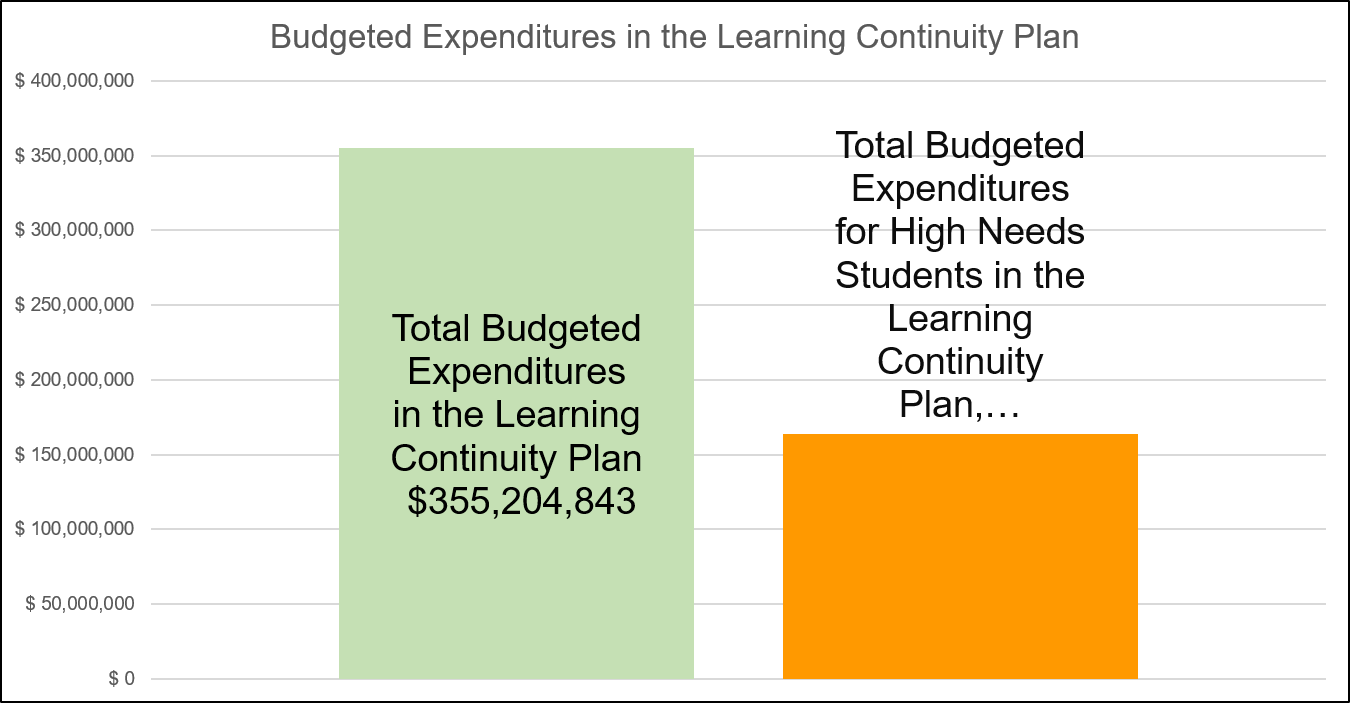 Budgeted Expenditures in the Learning Continuity Plan
$ 400,000,000
$ 350,000,000
$ 300,000,000
$ 250,000,000
$ 200,000,000
$ 150,000,000
$ 100,000,000
$ 50,000,000
$ 0
Total Budgeted
Expenditures
in the Learning
Continuity Plan
$355,204,843
Total Budgeted
Expenditures
for High Needs
Students in the
Learning
Continuity
Plan,…